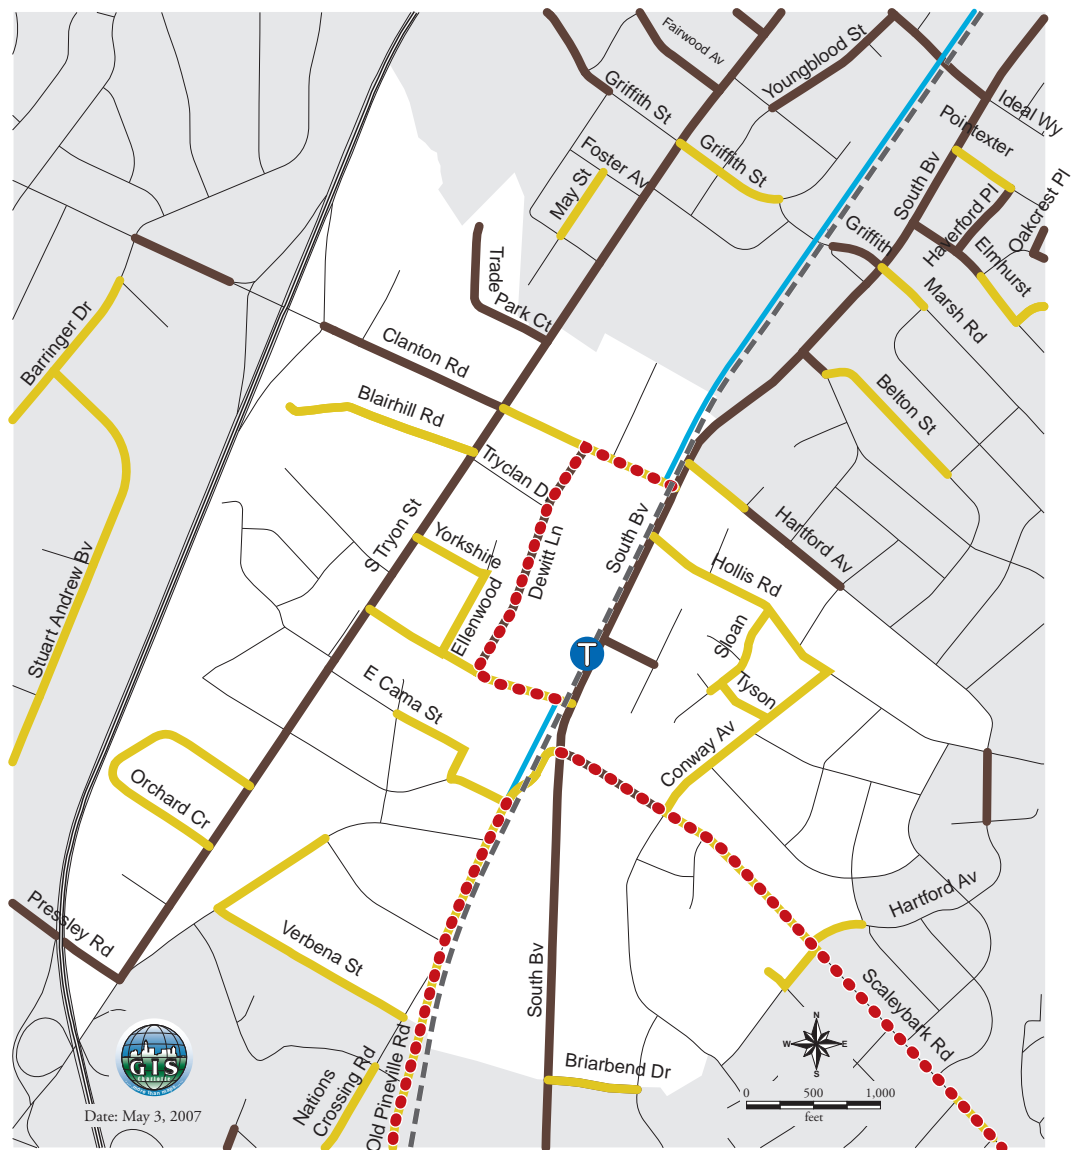 Fairwood Av
Youngblood St
Griffith St
Ideal Wy
Pointexter
Griffith St
Foster Av
May St
South Bv
Haverford Pl
Oakcrest Pl
Griffith
Elmhurst
Trade
Park Ct
Marsh Rd
Barringer Dr
Clanton Rd
Blairhill Rd
Belton St
Tryclan D
S Tryon St
South Bv
Hartford Av
Yorkshire
Dewitt Ln
Hollis Rd
Stuart Andrew Bv
Ellenwood
Sloan
T
E Cama St
Tyson
Conway Av
Orchard Cr
Hartford Av
Pressley Rd
Verbena St
South Bv
Scaleybark Rd
N
W E
S
GIS
Charlotte
Date: May 3, 2007
Nations
Crossing Rd
Old Pineville Rd
Briarbend Dr
0 500 1,000
feet